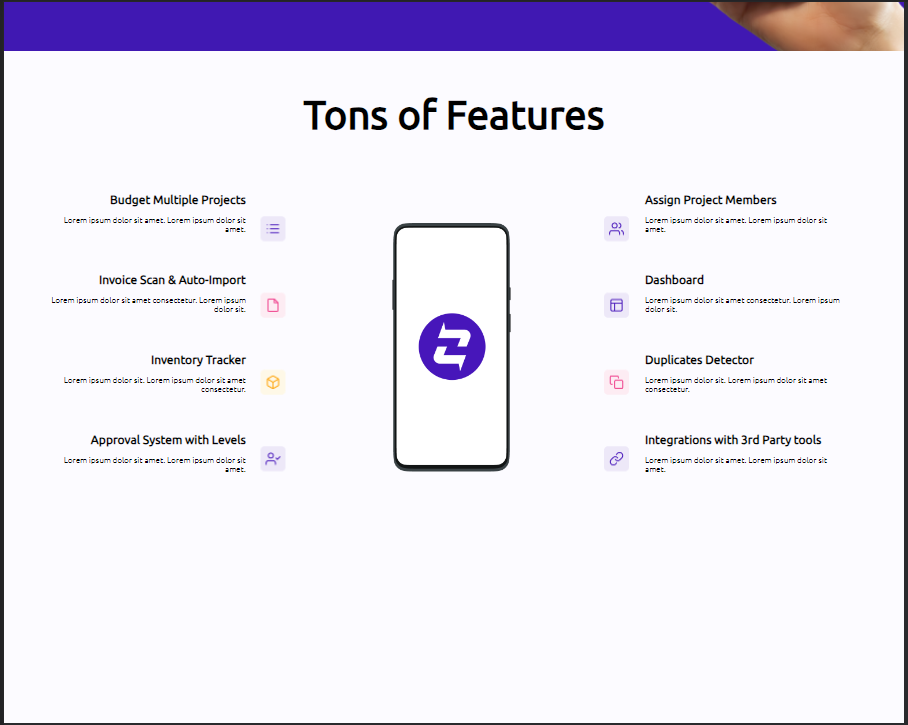 Tons of Features
Budget Multiple Projects
Lorem ipsum dolor sit amet. Lorem ipsum dolor sit
amet.
Invoice Scan & Auto-Import
Lorem ipsum dolor sit amet consectetur. Lorem ipsum
dolor sit.
Inventory Tracker
Lorem ipsum dolor sit. Lorem ipsum dolor sit amet
consectetur.
Approval System with Levels
Lorem ipsum dolor sit amet. Lorem ipsum dolor sit
amet.
Assign Project Members
Lorem ipsum dolor sit amet. Lorem ipsum dolor sit
amet.
Dashboard
Lorem ipsum dolor sit amet consectetur. Lorem ipsum
dolor sit.
Duplicates Detector
Lorem ipsum dolor sit. Lorem ipsum dolor sit amet
consectetur.
Integrations with 3rd Party tools
Lorem ipsum dolor sit amet. Lorem ipsum dolor sit
amet.